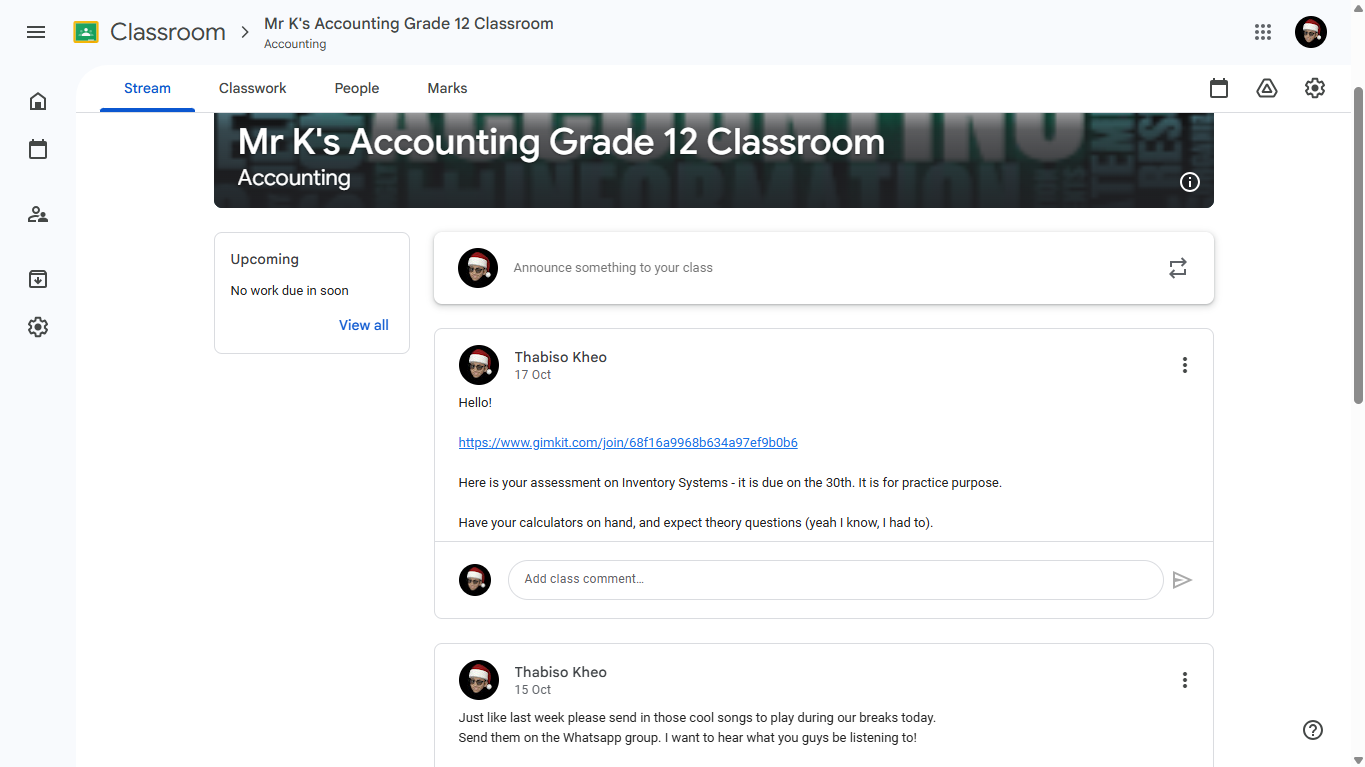 Classroom
Mr K's Accounting Grade 12 Classroom
Accounting
Stream
Classwork
People
Marks
Mr K's Accounting Grade 12 Classroom
Accounting
Upcoming
No work due in soon
View all
Announce something to your class
Thabiso Kheo
17 Oct
Hello!
https://www.gimkit.com/join/68f16a9968b634a97ef9b0b6
Here is your assessment on Inventory Systems - it is due on the 30th. It is for practice purpose.
Have your calculators on hand, and expect theory questions (yeah I know, I had to).
Add class comment…
Thabiso Kheo
15 Oct
Just like last week please send in those cool songs to play during our breaks today.
Send them on the Whatsapp group. I want to hear what you guys be listening to!